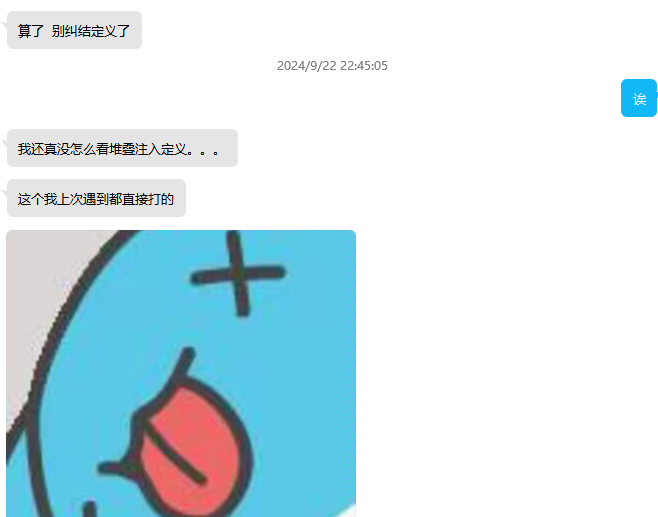 算了  别纠结定义了
2024/9/22 22:45:05
诶
我还真没怎么看堆叠注入定义。。。
这个我上次遇到都直接打的